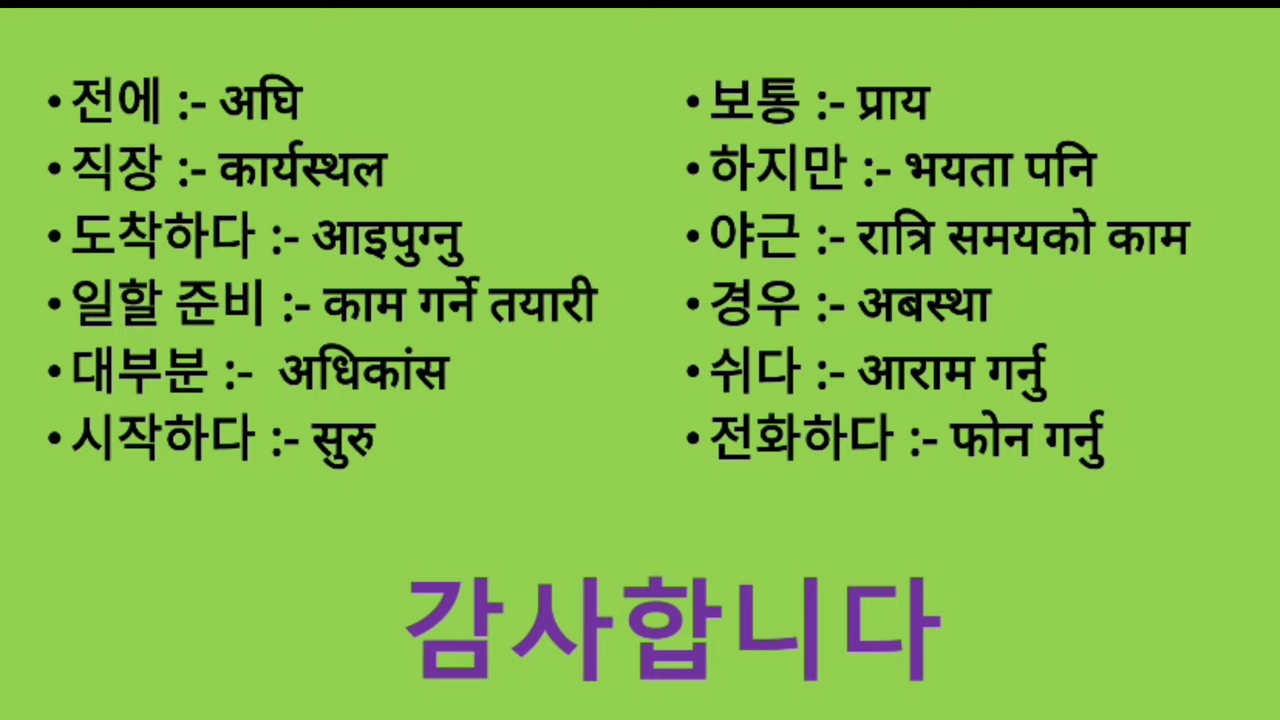 • 전에 :- अघि
• 직장 :- कार्यस्थल
• 도착하다 :- आइपुग्नु
• 일할 준비 :- काम गर्ने तयारी
• 대부분 :- अधिकांस
• 시작하다 :- सुरु
• 보통 :- प्राय
• 하지만 :- भयता पनि
• 야근 :- रात्रि समयको काम
• 경우 :- अबस्था
• 쉬다 :- आराम गर्नु
• 전화하다 :- फोन गर्नु
감사합니다